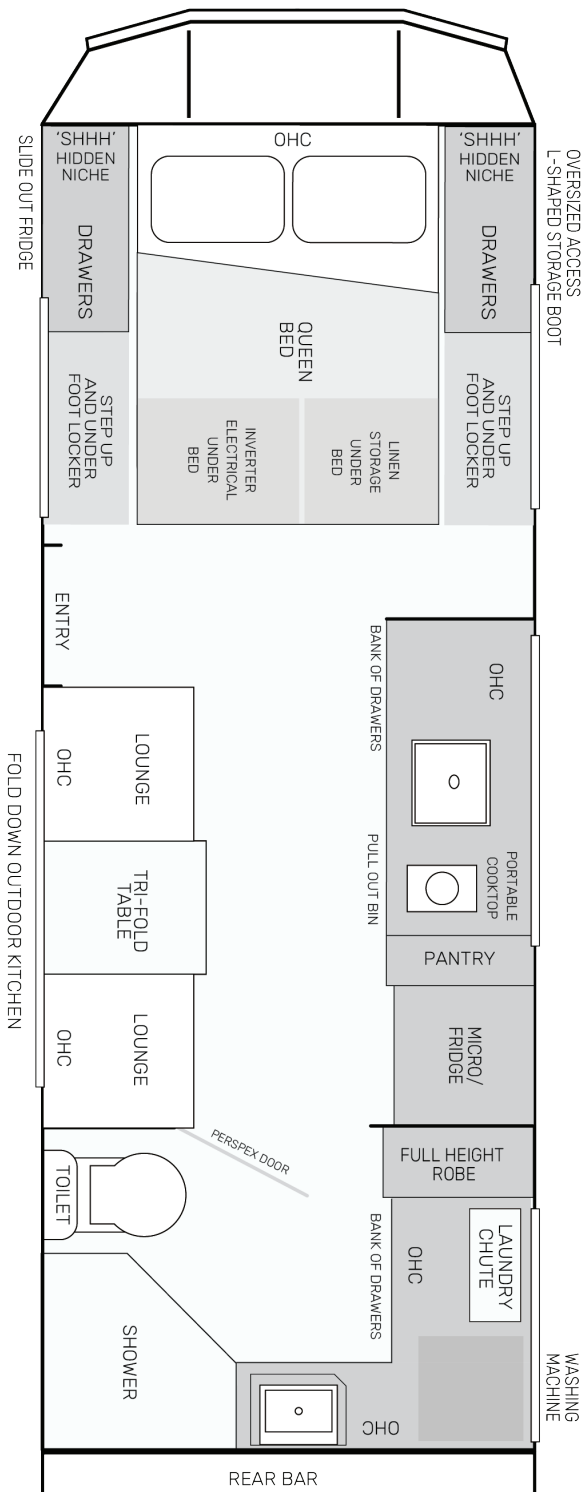 OHC
'SHHH'
HIDDEN
NICHE
DRAWERS
'SHHH'
HIDDEN
NICHE
DRAWERS
SLIDE OUT FRIDGE
OVERSIZED ACCESS
L-SHAPED STORAGE BOOT
QUEEN
BED
STEP UP
AND UNDER
FOOT LOCKER
INVERTER
ELECTRICAL
UNDER
BED
LINEN
STORAGE
UNDER
BED
STEP UP
AND UNDER
FOOT LOCKER
ENTRY
BANK OF DRAWERS
OHC
LOUNGE
OHC
PULL OUT BIN
PORTABLE
COOKTOP
FOLD DOWN OUTDOOR KITCHEN
TRI-FOLD
TABLE
PANTRY
LOUNGE
OHC
MICRO/
FRIDGE
PERSPEX DOOR
FULL HEIGHT
ROBE
TOILET
BANK OF DRAWERS
OHC
LAUNDRY
CHUTE
SHOWER
WASHING
MACHINE
OHC
REAR BAR